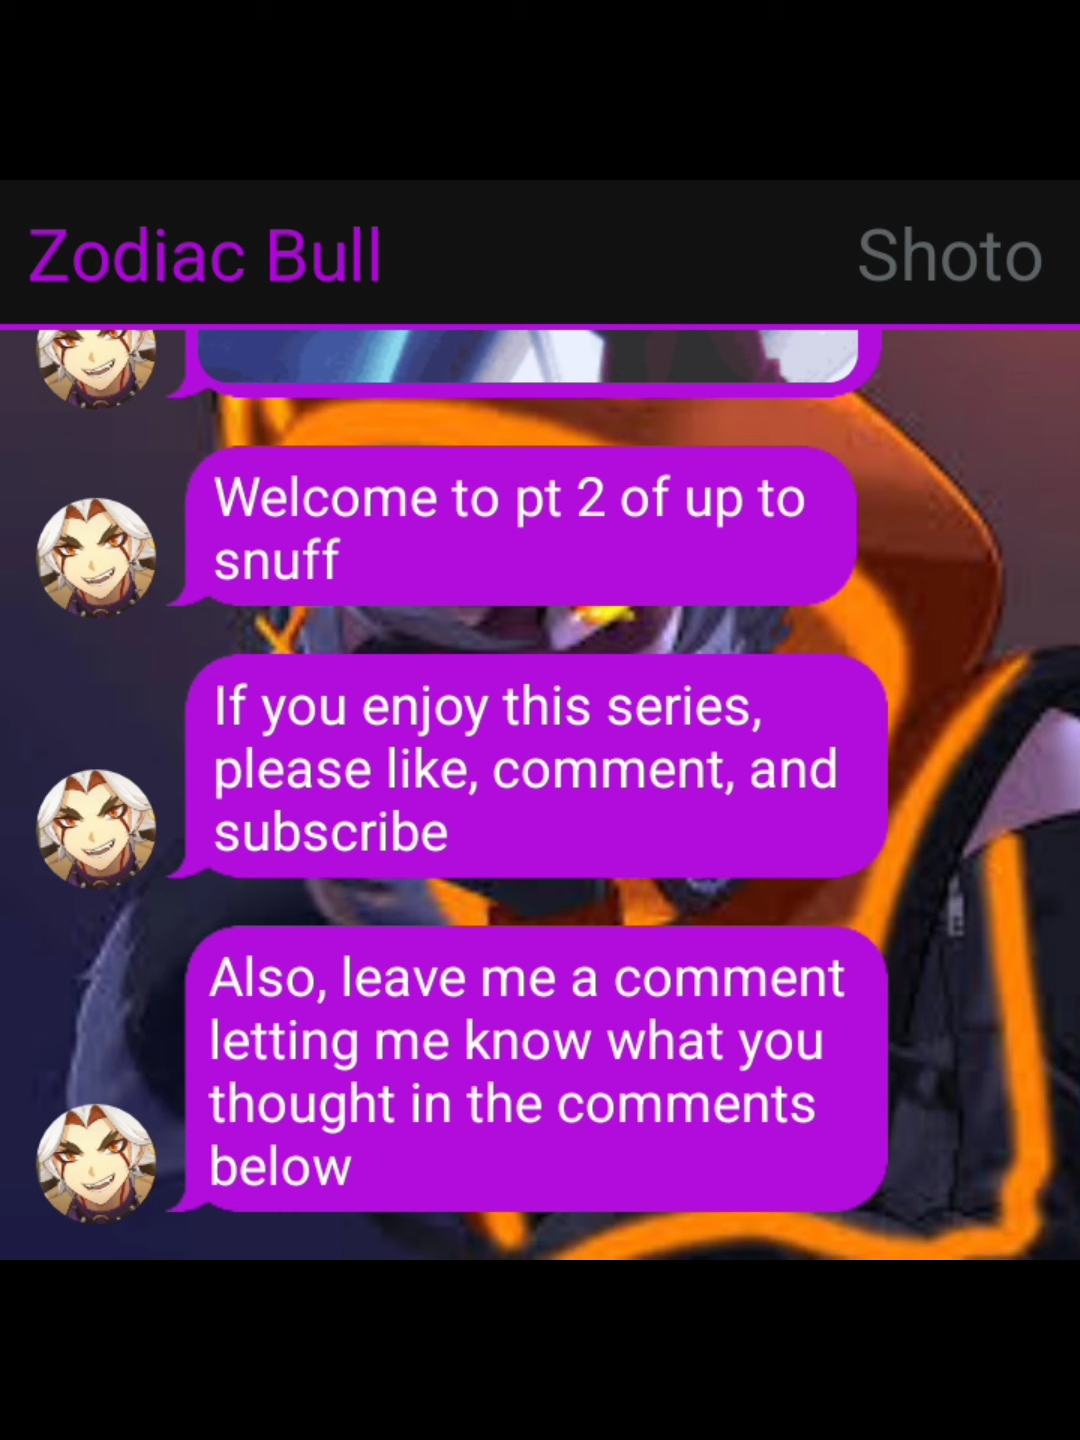 Zodiac Bull
Shoto
Welcome to pt 2 of up to
snuff
If you enjoy this series,
please like, comment, and
subscribe
Also, leave me a comment
letting me know what you
thought in the comments
below